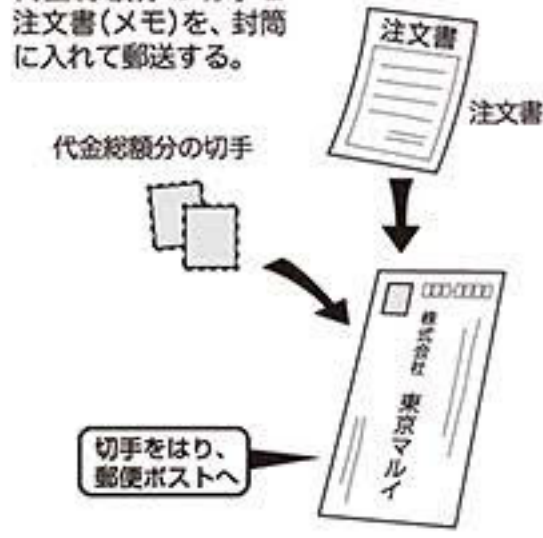 注文書(メモ)を、封筒
に入れて郵送する。
注文書
注文書
代金総額分の切手
株式会社 東京マルイ
切手をはり、
郵便ポストへ